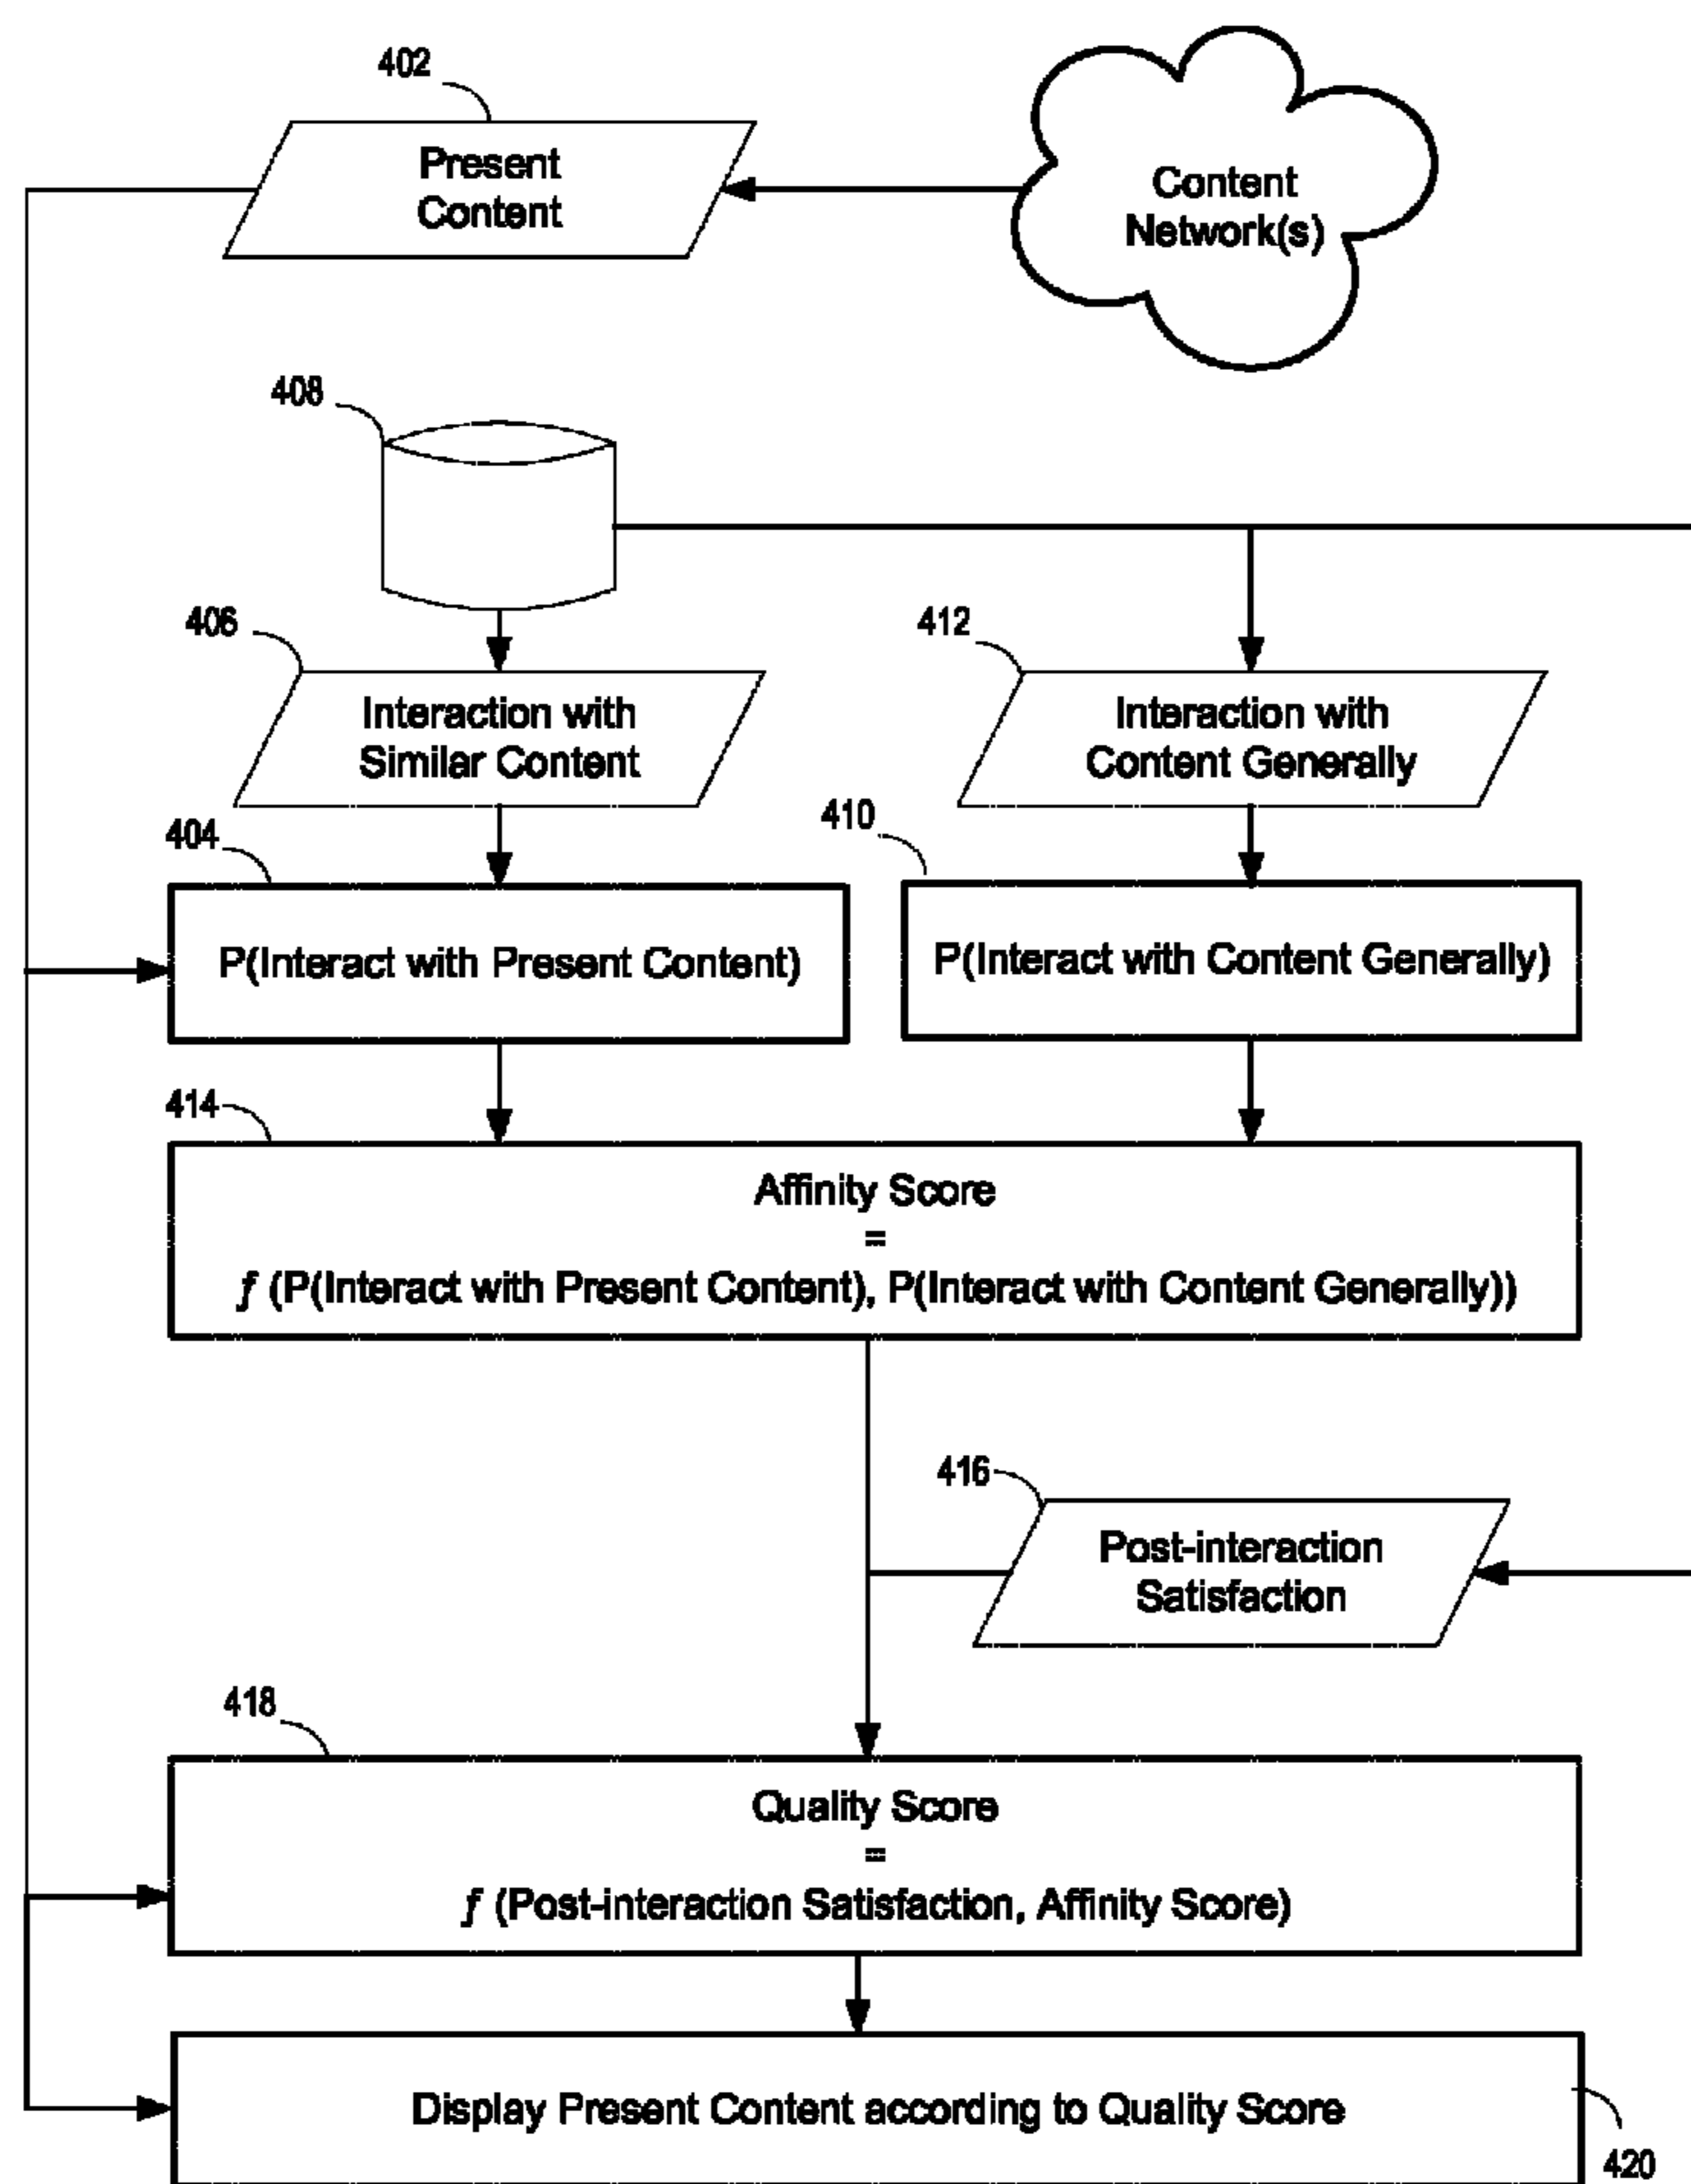 402
Present
Content
Content
Network(s)
408
406
Interaction with
Similar Content
412
Interaction with
Content Generally
404
P(Interact with Present Content)
410
P(Interact with Content Generally)
414
Affinity Score
=
ƒ (P(Interact with Present Content), P(Interact with Content Generally))
416
Post-interaction
Satisfaction
418
Quality Score
=
ƒ (Post-interaction Satisfaction, Affinity Score)
Display Present Content according to Quality Score
420